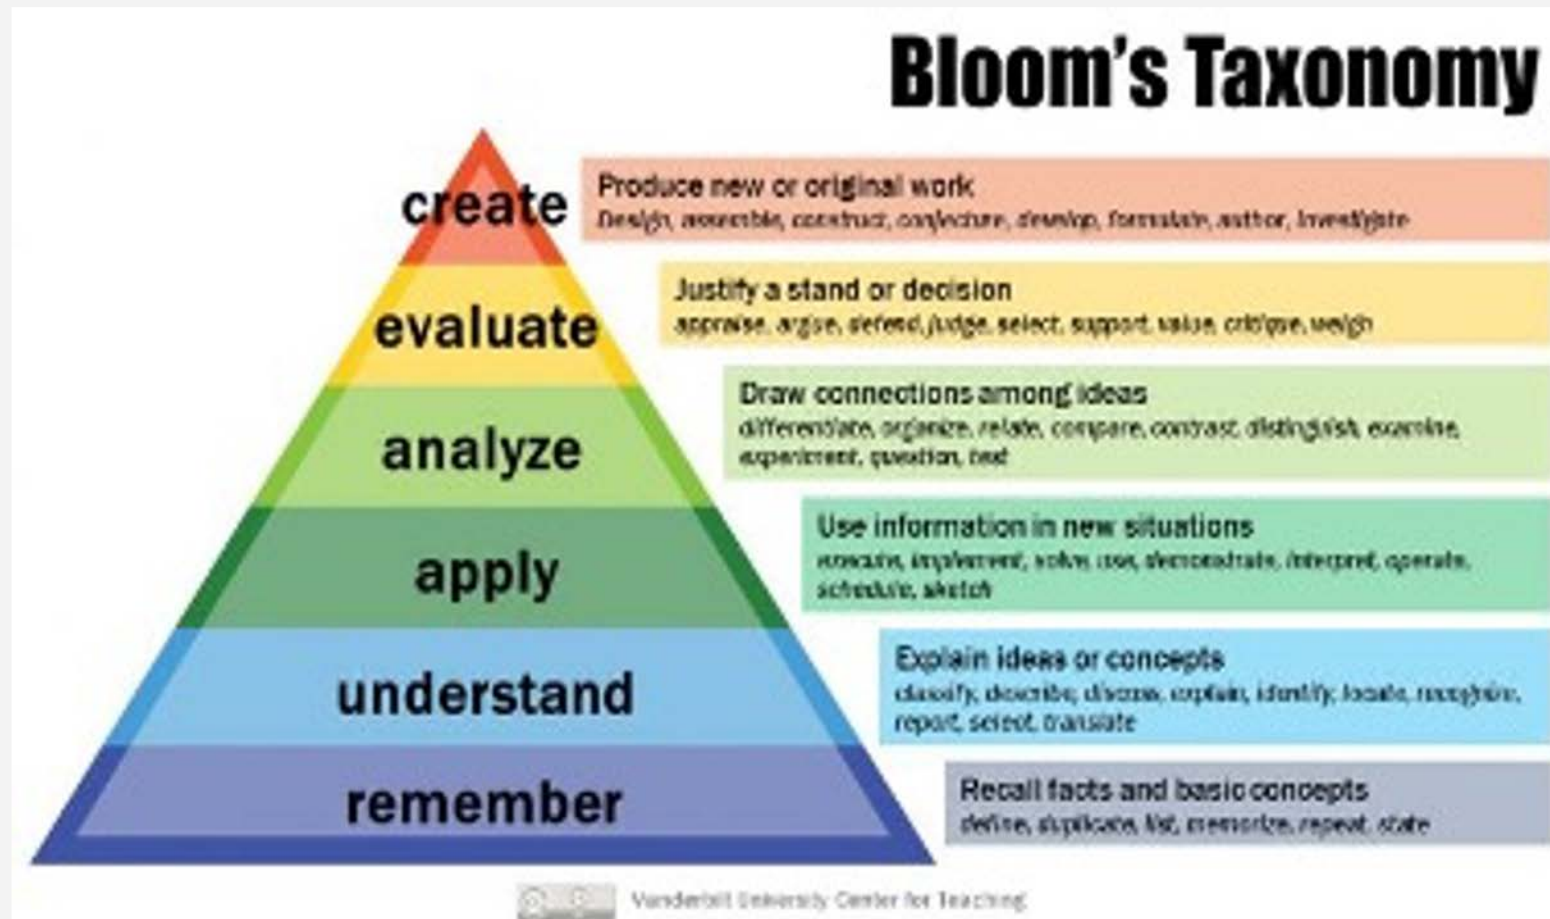 Bloom's Taxonomy
create
Produce new or original work
Design, assemble, construct, conjecture, develop, formulate, author, investigate
evaluate
Justify a stand or decision
appraise, argue, defend, judge, select, support, value, critique, weigh
analyze
Draw connections among ideas
differentiate, organize, relate, compare, contrast, distinguish, examine,
experiment, question, test
apply
Use information in new situations
execute, implement, solve, use, demonstrate, interpret, operate,
schedule, sketch
understand
Explain ideas or concepts
classify, describe, discuss, explain, identify, locate, recognize,
report, select, translate
remember
Recall facts and basic concepts
define, duplicate, list, memorize, repeat, state
Vanderbilt University Center for Teaching